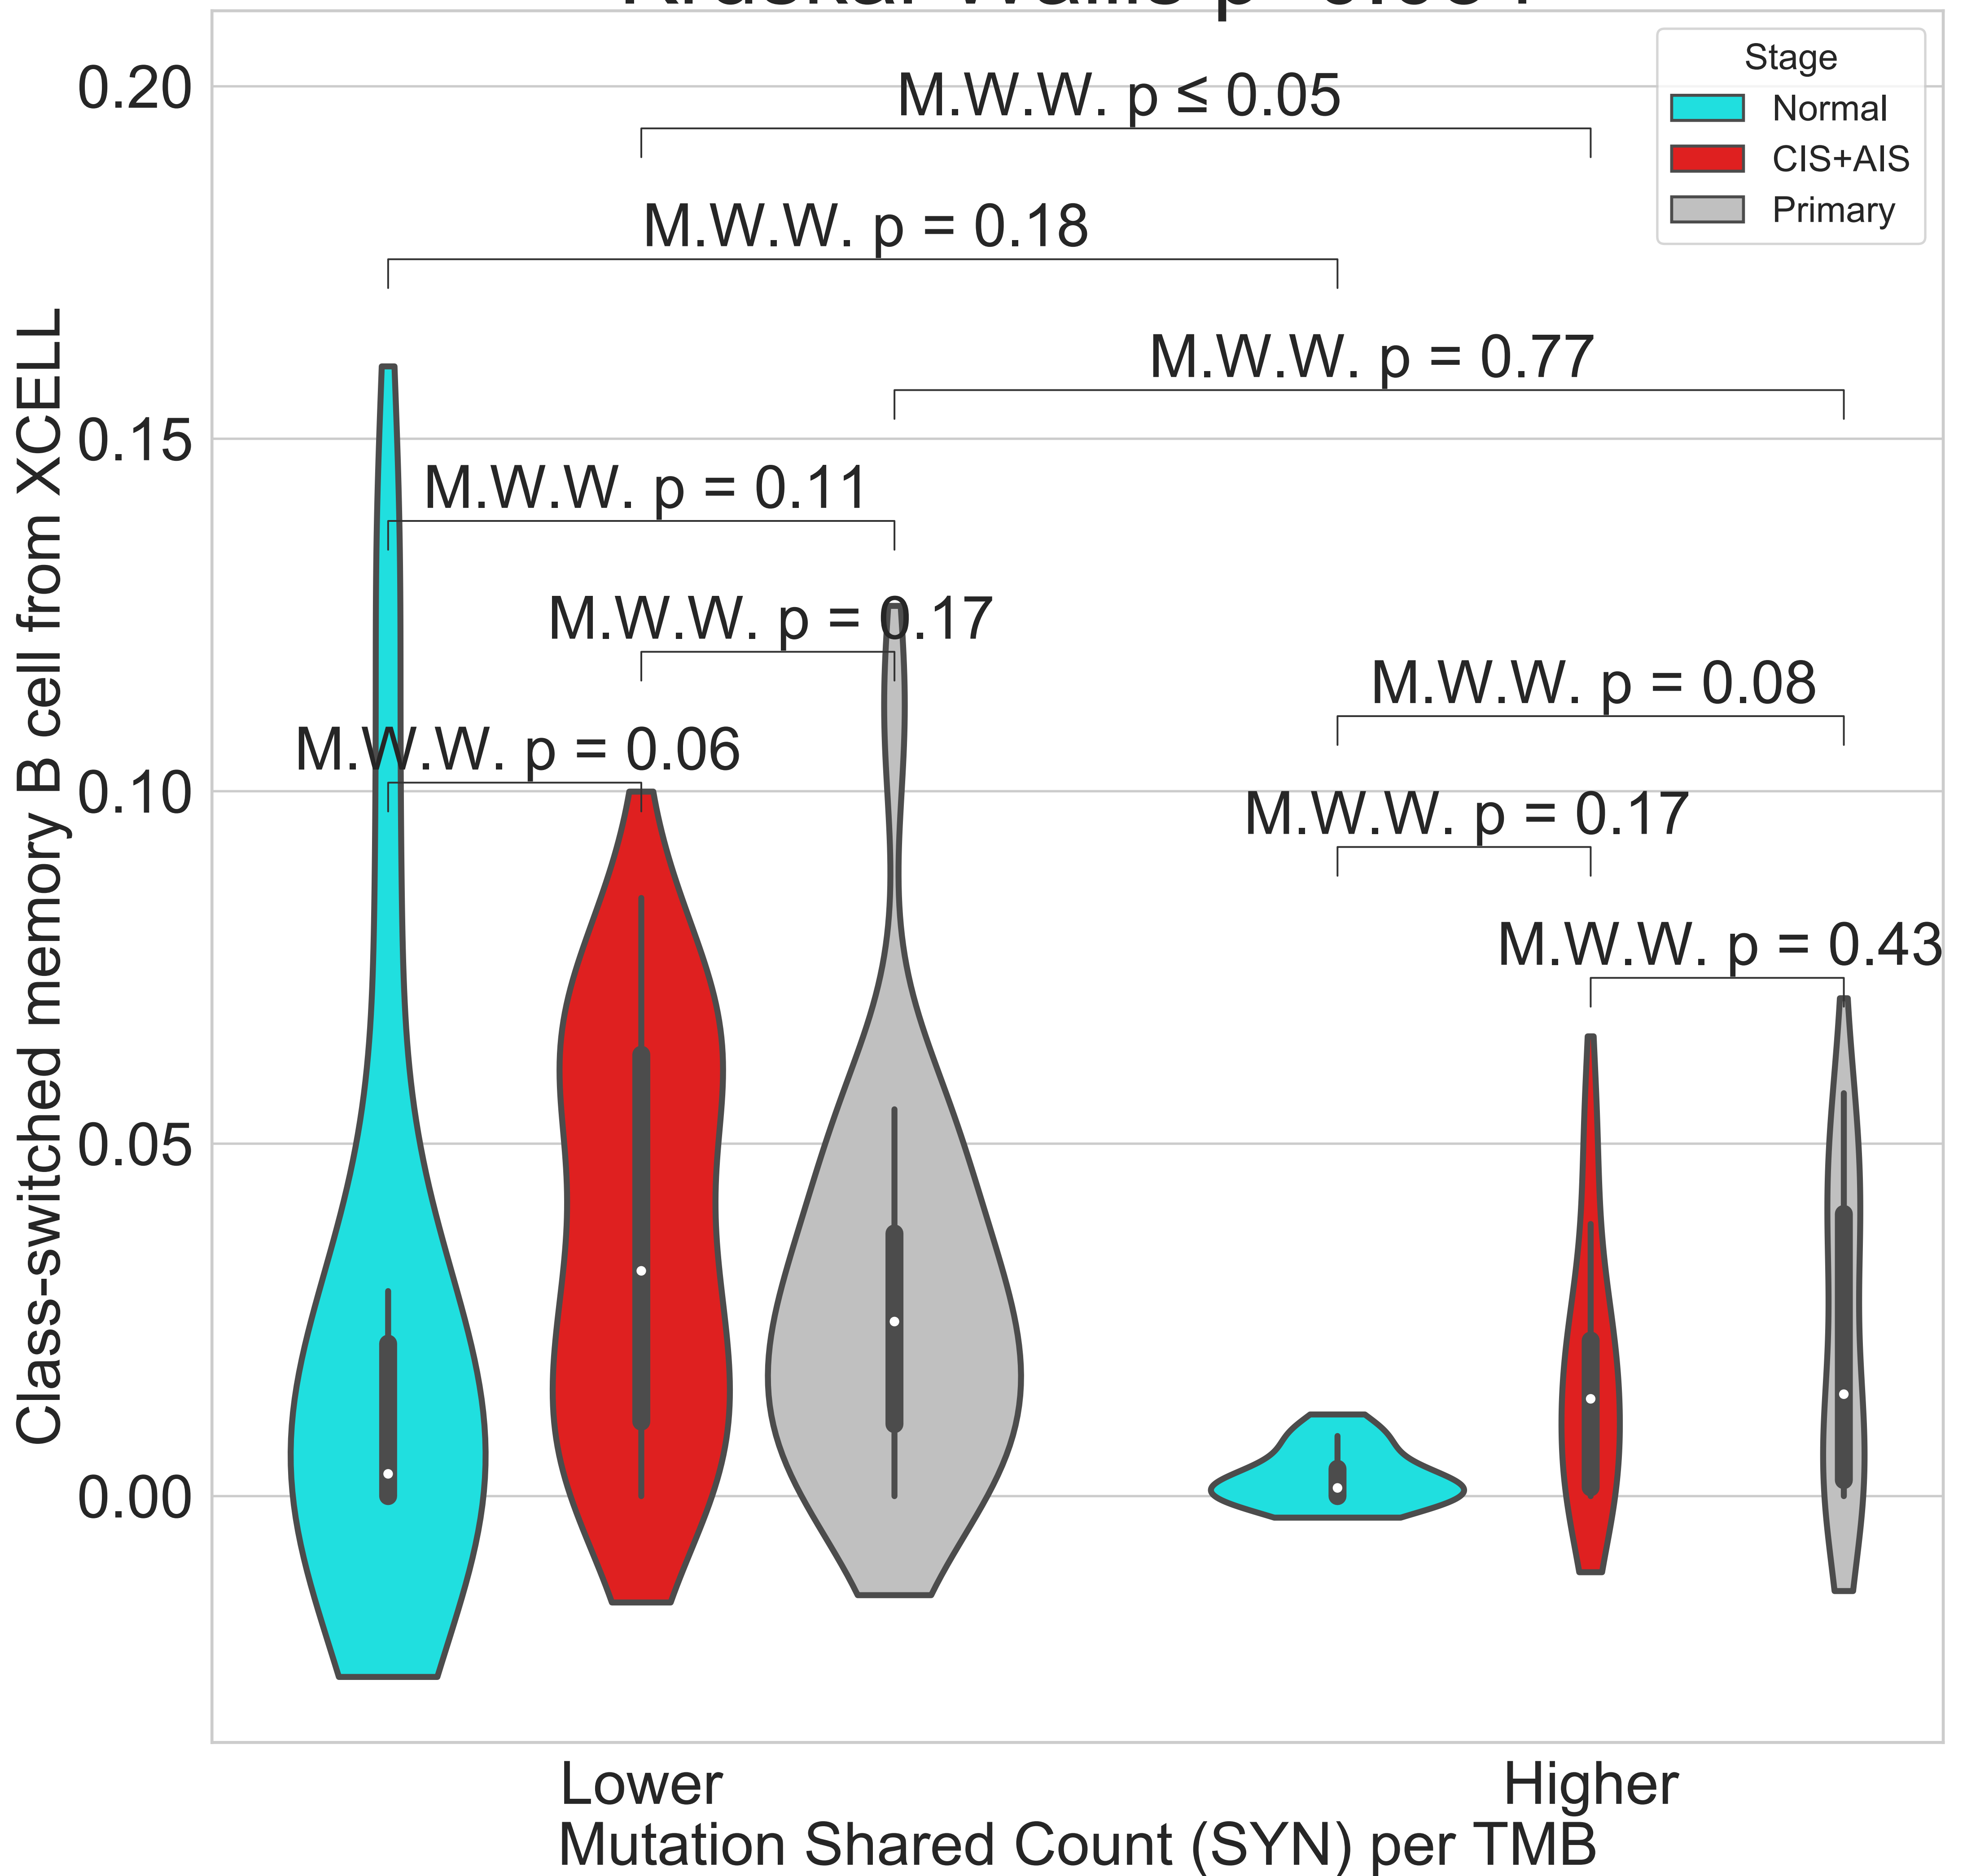 0.20
0.15
0.10
0.05
0.00
Class-switched memory B cell from XCELL
Stage
Normal
CIS+AIS
Primary
M.W.W. p ≤ 0.05
M.W.W. p = 0.18
M.W.W. p = 0.77
M.W.W. p = 0.11
M.W.W. p = 0.17
M.W.W. p = 0.06
M.W.W. p = 0.08
M.W.W. p = 0.17
M.W.W. p = 0.43
Lower
Higher
Mutation Shared Count (SYN) per TMB